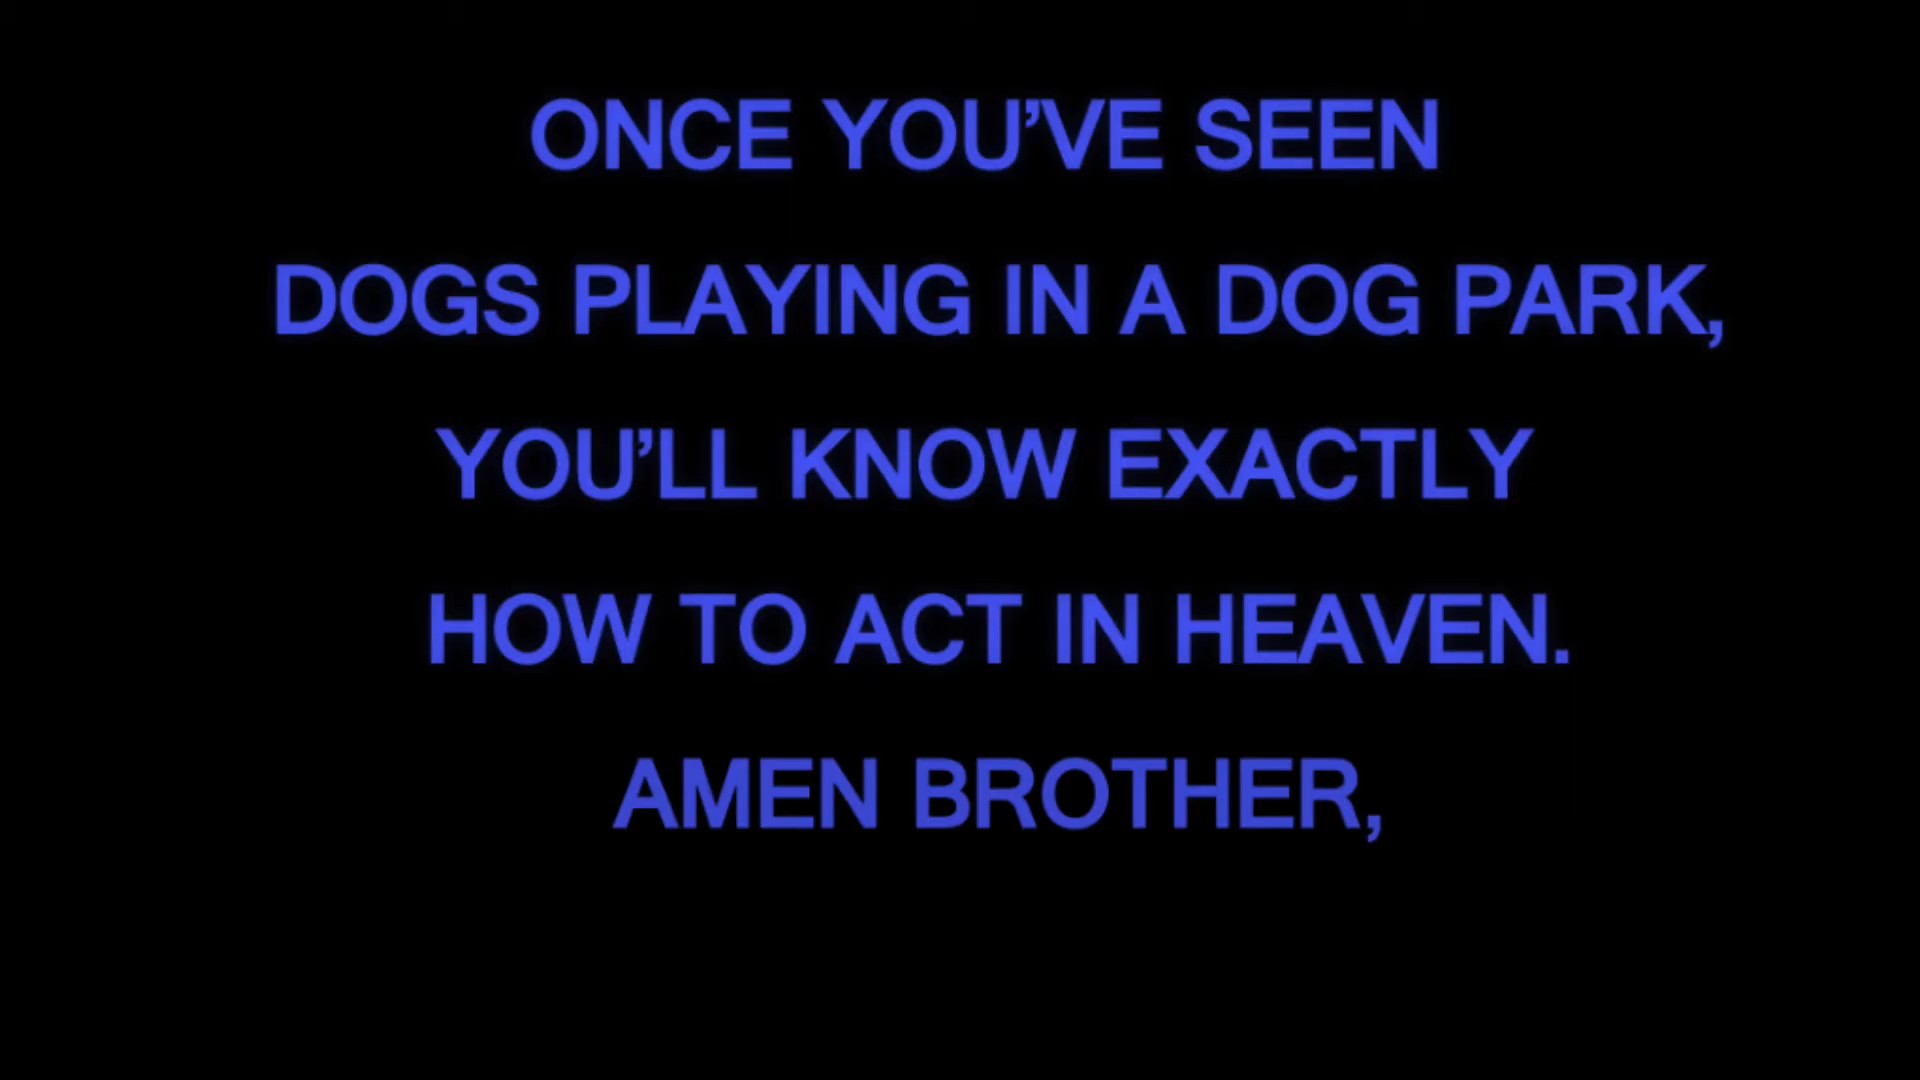 ONCE YOU’VE SEEN
DOGS PLAYING IN A DOG PARK,
YOU’LL KNOW EXACTLY
HOW TO ACT IN HEAVEN.
AMEN BROTHER,